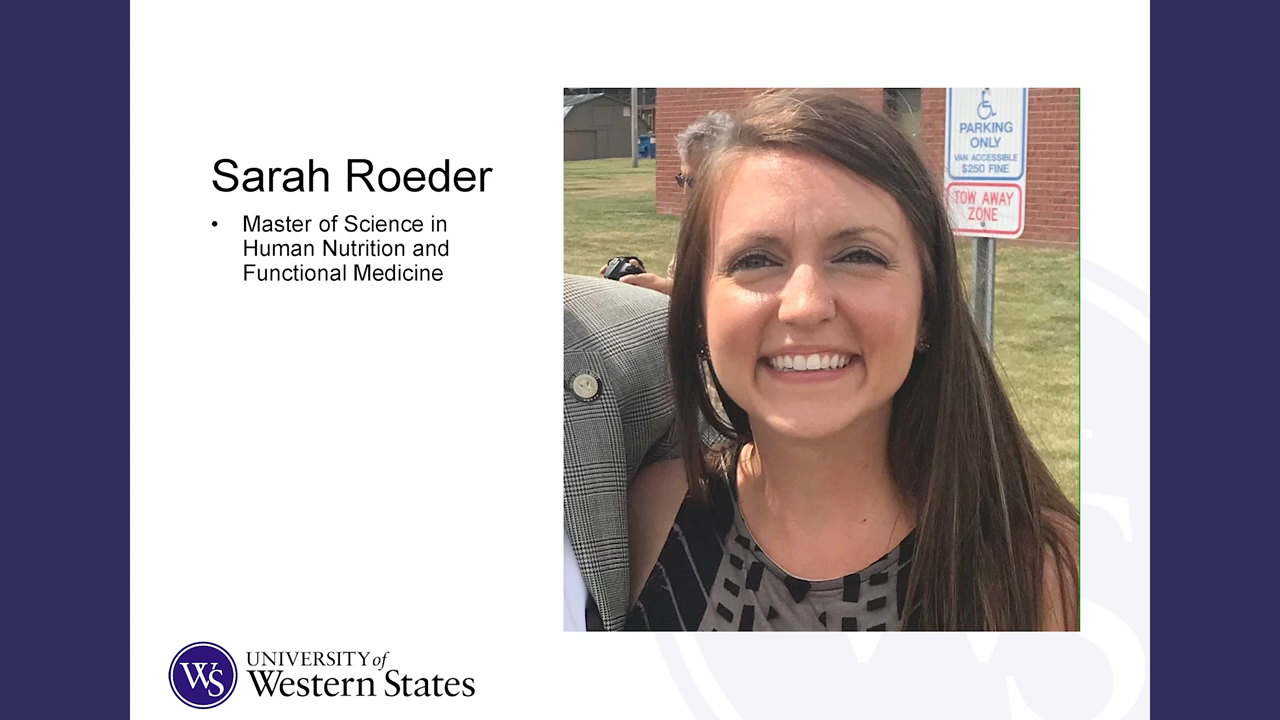 Sarah Roeder
• Master of Science in
Human Nutrition and
Functional Medicine
PARKING
ONLY
VAN ACCESSIBLE
$250 FINE
TOW AWAY
ZONE
WS
UNIVERSITY of
Western States